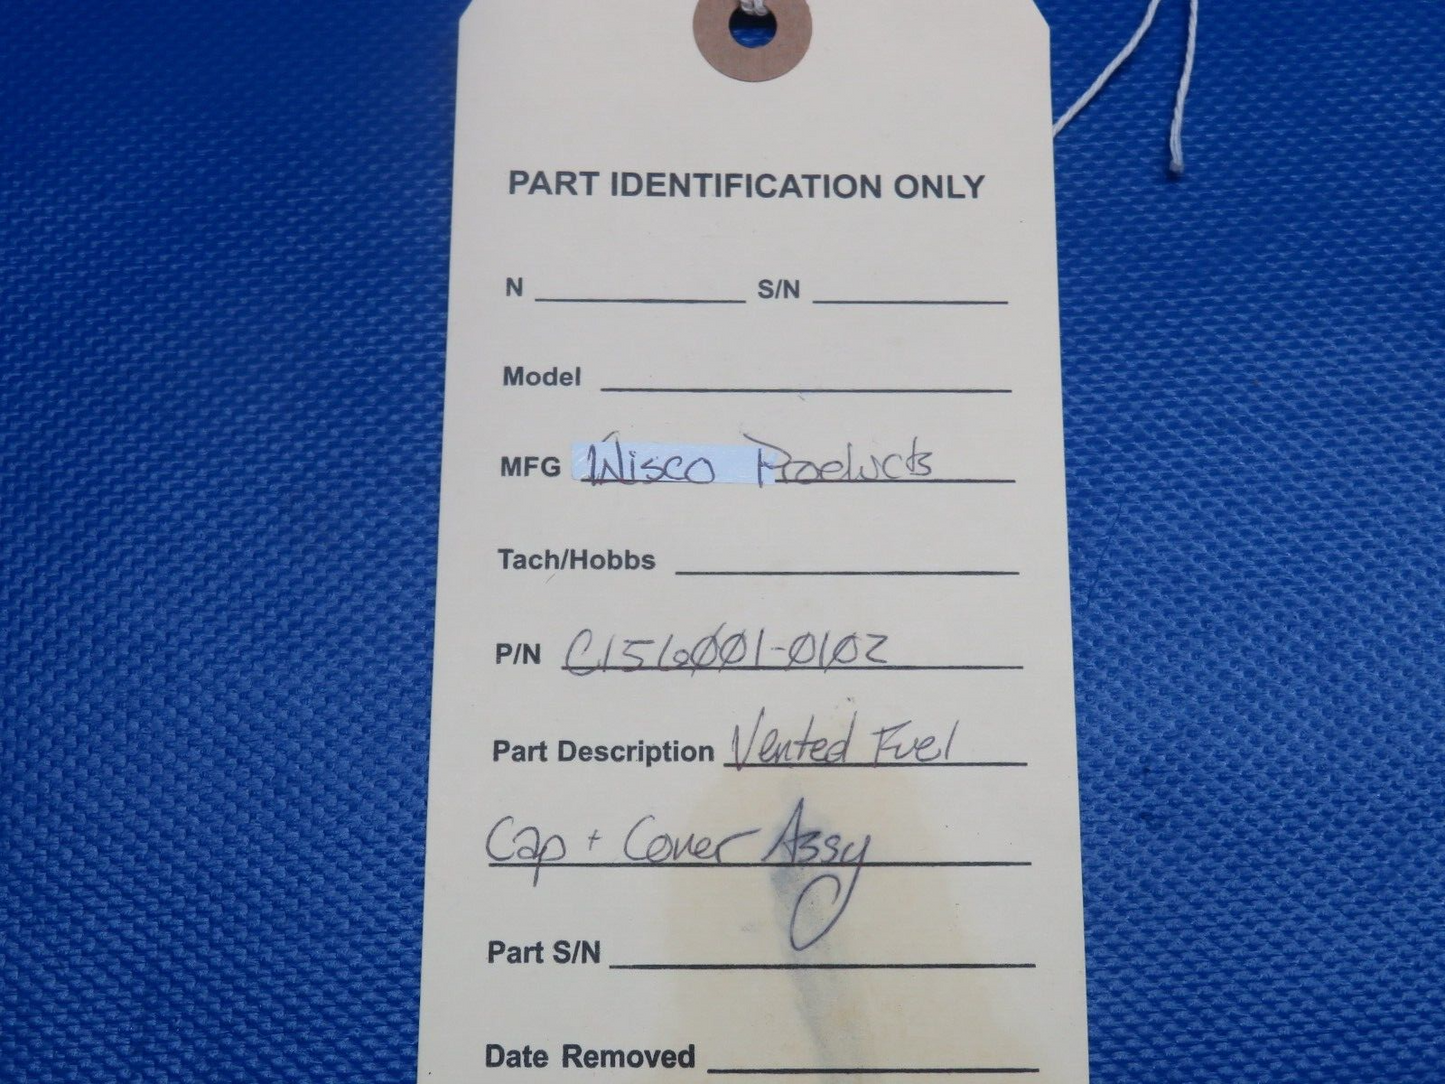 PART IDENTIFICATION ONLY
N S/N
Model
MFG Wisco Products
Tach/Hobbs
P/N C156001-0102
Part Description Vented Fuel
Cap + Cover Assy
Part S/N
Date Removed